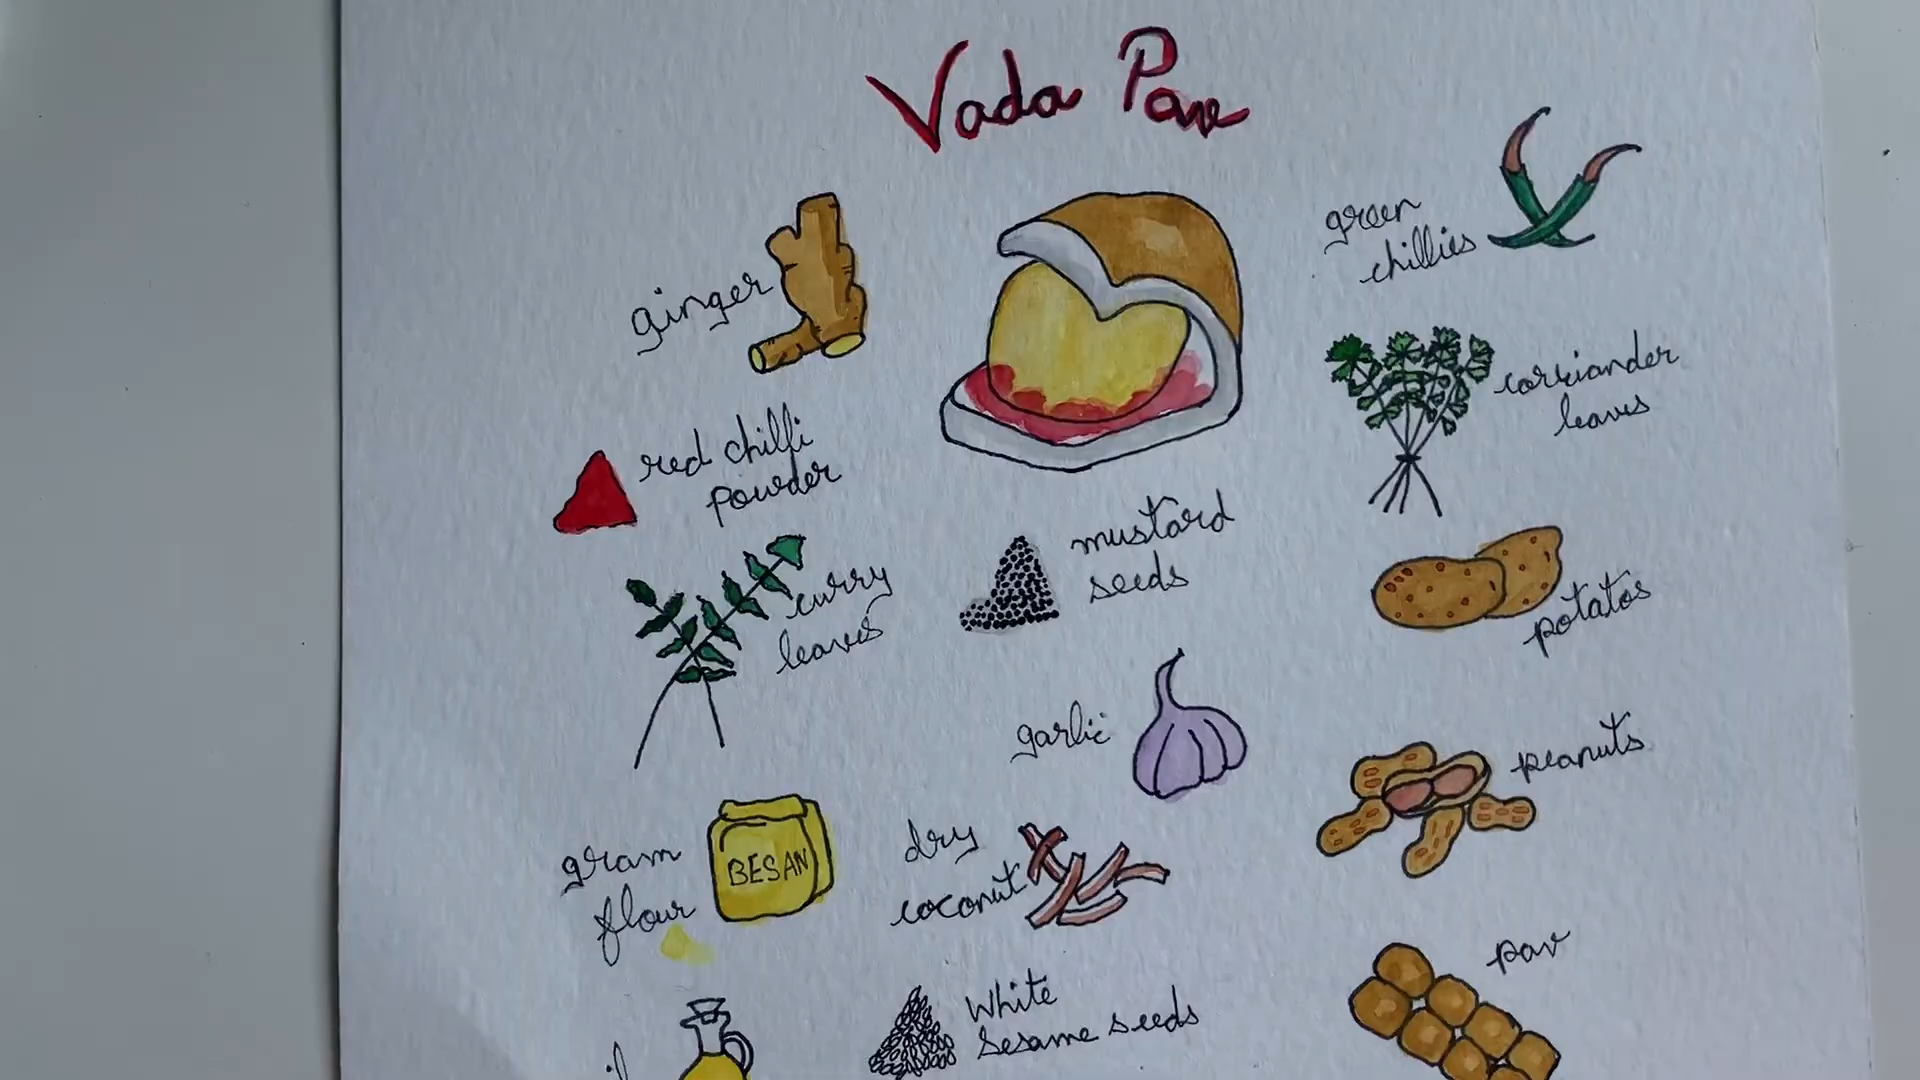 Vada Pav
green
chillies
ginger
corriander
leaves
red chilli
powder
mustard
seeds
curry
leaves
potatos
garlic
peanuts
gram
flour
BESAN
dry
coconut
pav
White
Sesame seeds